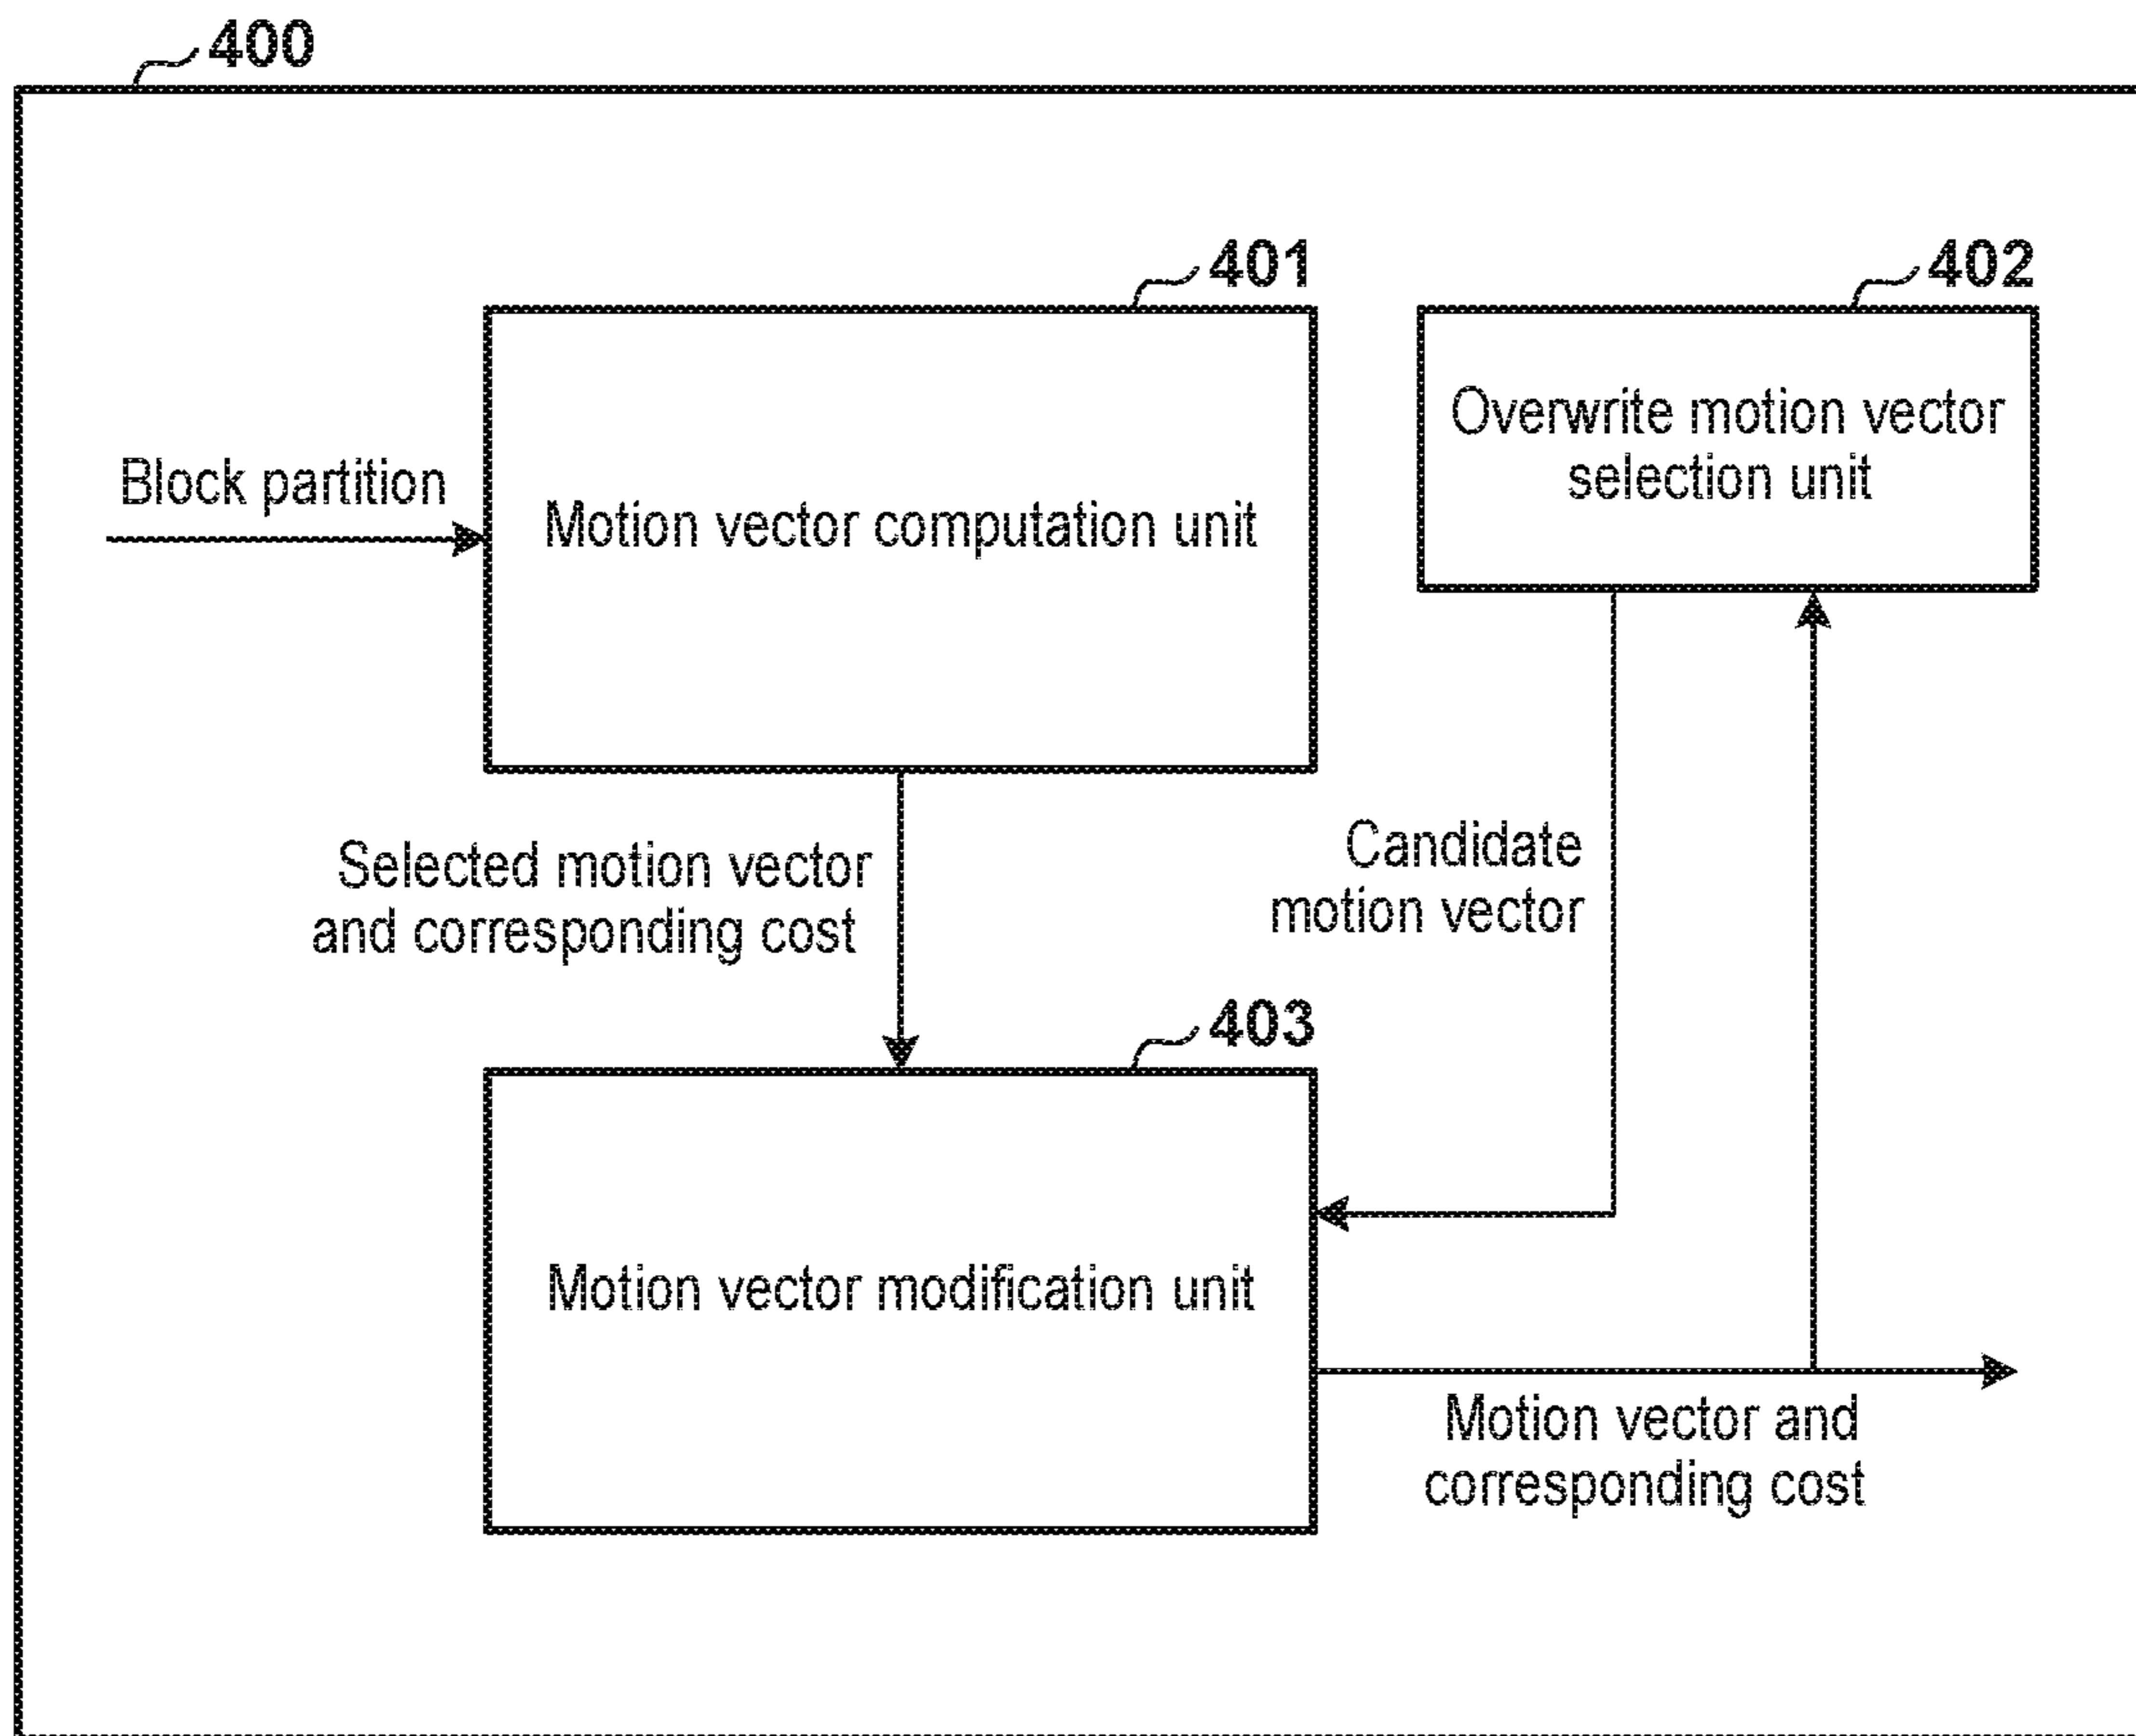 400
401
402
Overwrite motion vector
selection unit
Block partition
Motion vector computation unit
Candidate
motion vector
Selected motion vector
and corresponding cost
403
Motion vector modification unit
Motion vector and
corresponding cost